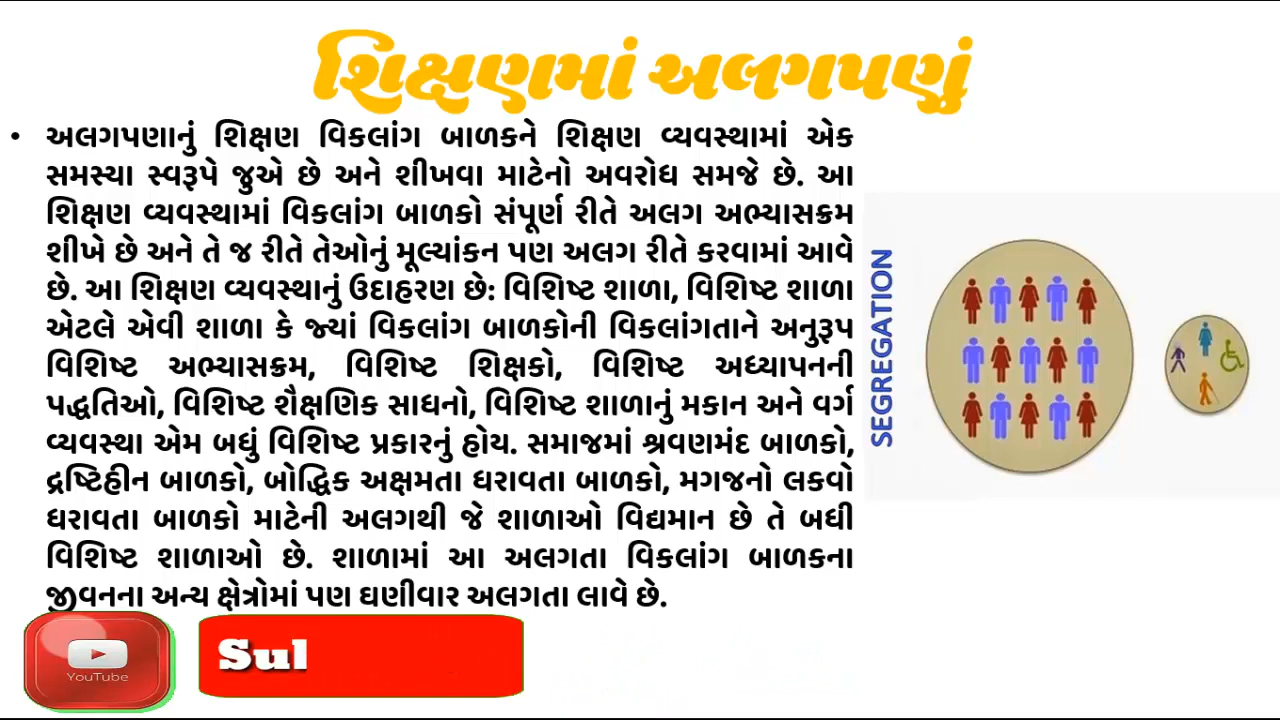 શિક્ષણમાં અલગપણું
• અલગપણાનું શિક્ષણ વિકલાંગ બાળકને શિક્ષણ વ્યવસ્થામાં એક
સમસ્યા સ્વરૂપે જુએ છે અને શીખવા માટેનો અવરોધ સમજે છે. આ
શિક્ષણ વ્યવસ્થામાં વિકલાંગ બાળકો સંપૂર્ણ રીતે અલગ અભ્યાસક્રમ
શીખે છે અને તે જ રીતે તેઓનું મૂલ્યાંકન પણ અલગ રીતે કરવામાં આવે
છે. આ શિક્ષણ વ્યવસ્થાનું ઉદાહરણ છે: વિશિષ્ટ શાળા, વિશિષ્ટ શાળા
એટલે એવી શાળા કે જ્યાં વિકલાંગ બાળકોની વિકલાંગતાને અનુરૂપ
વિશિષ્ટ અભ્યાસક્રમ, વિશિષ્ટ શિક્ષકો, વિશિષ્ટ અધ્યાપનની
પદ્ધતિઓ, વિશિષ્ટ શૈક્ષણિક સાધનો, વિશિષ્ટ શાળાનું મકાન અને વર્ગ
વ્યવસ્થા એમ બધું વિશિષ્ટ પ્રકારનું હોય. સમાજમાં શ્રવણમંદ બાળકો,
દ્રષ્ટિહીન બાળકો, બોદ્ધિક અક્ષમતા ધરાવતા બાળકો, મગજનો લકવો
ધરાવતા બાળકો માટેની અલગથી જે શાળાઓ વિદ્યમાન છે તે બધી
વિશિષ્ટ શાળાઓ છે. શાળામાં આ અલગતા વિકલાંગ બાળકના
જીવનના અન્ય ક્ષેત્રોમાં પણ ઘણીવાર અલગતા લાવે છે.
SEGREGATION
YouTube
Sul